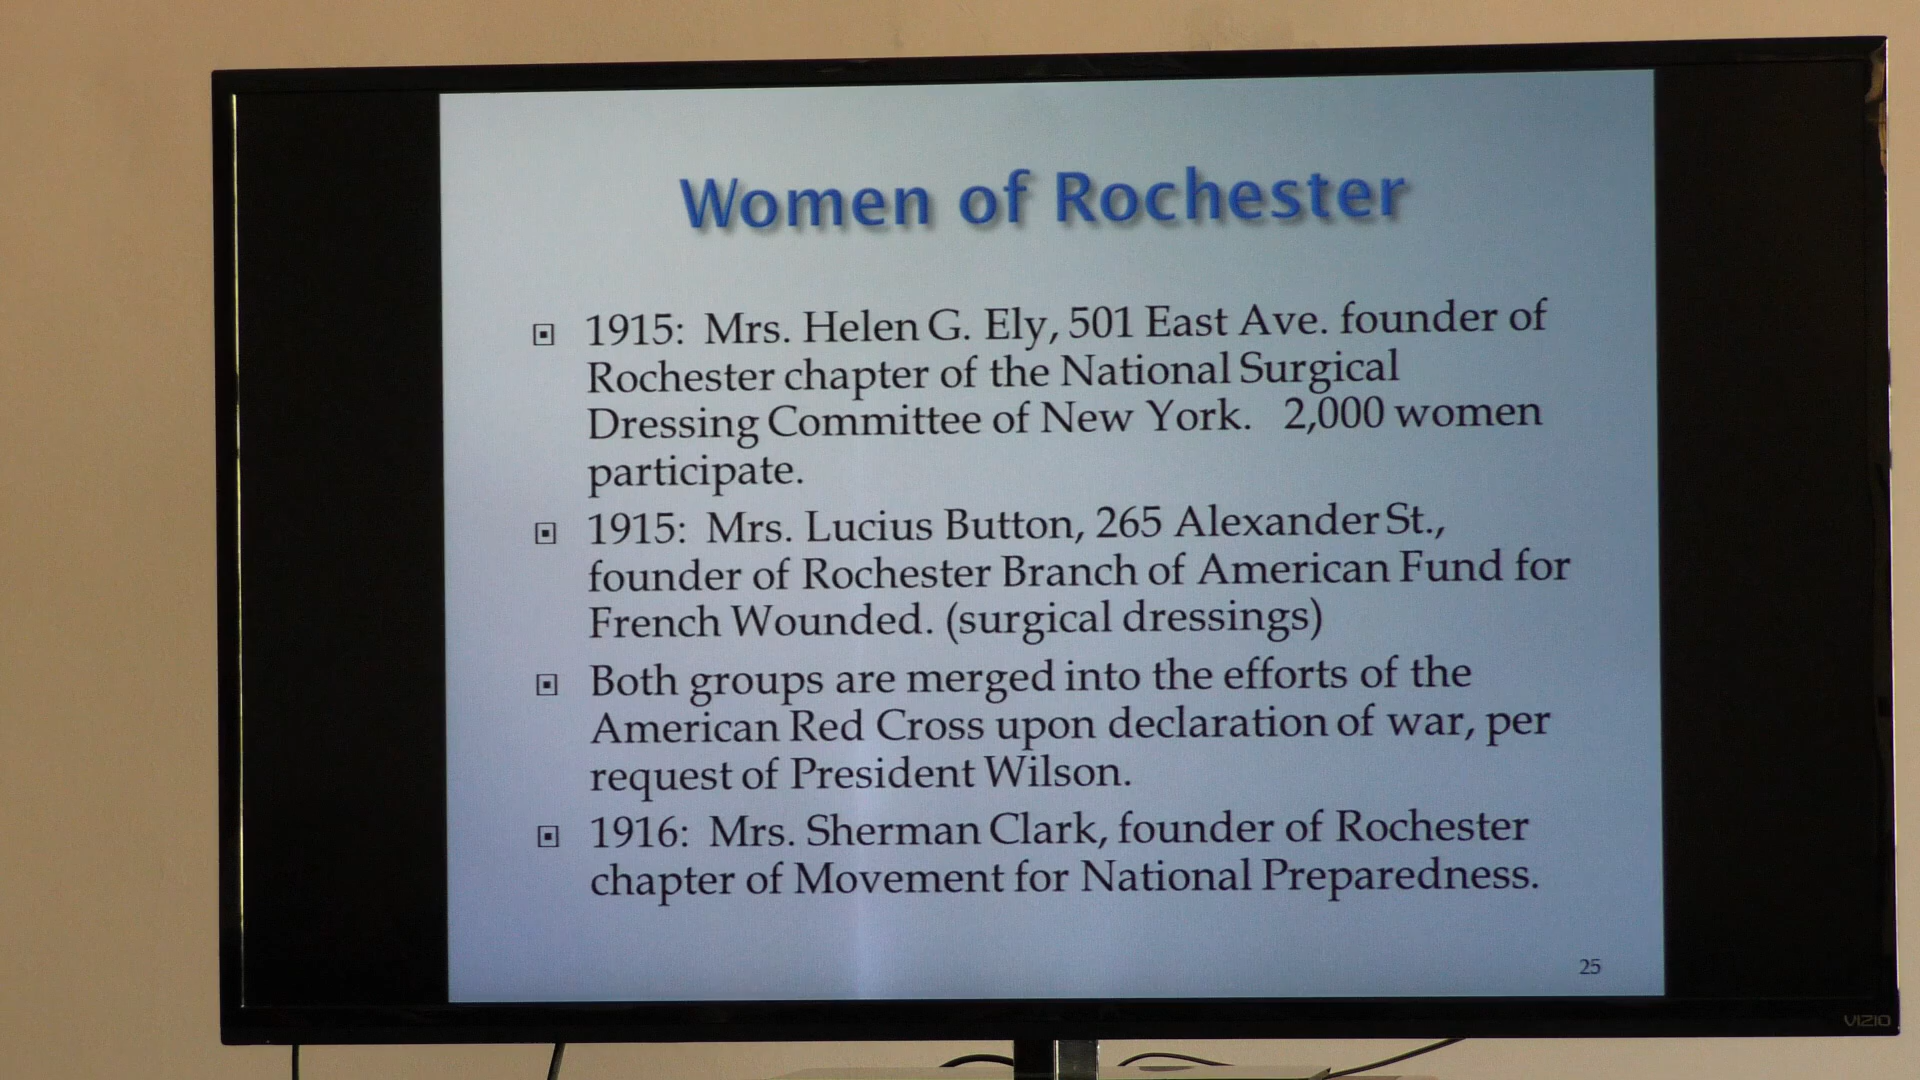 Women of Rochester
1915: Mrs. Helen G. Ely, 501 East Ave. founder of
Rochester chapter of the National Surgical
Dressing Committee of New York. 2,000 women
participate.
1915: Mrs. Lucius Button, 265 Alexander St.,
founder of Rochester Branch of American Fund for
French Wounded. (surgical dressings)
Both groups are merged into the efforts of the
American Red Cross upon declaration of war, per
request of President Wilson.
1916: Mrs. Sherman Clark, founder of Rochester
chapter of Movement for National Preparedness.
25
VIZIO